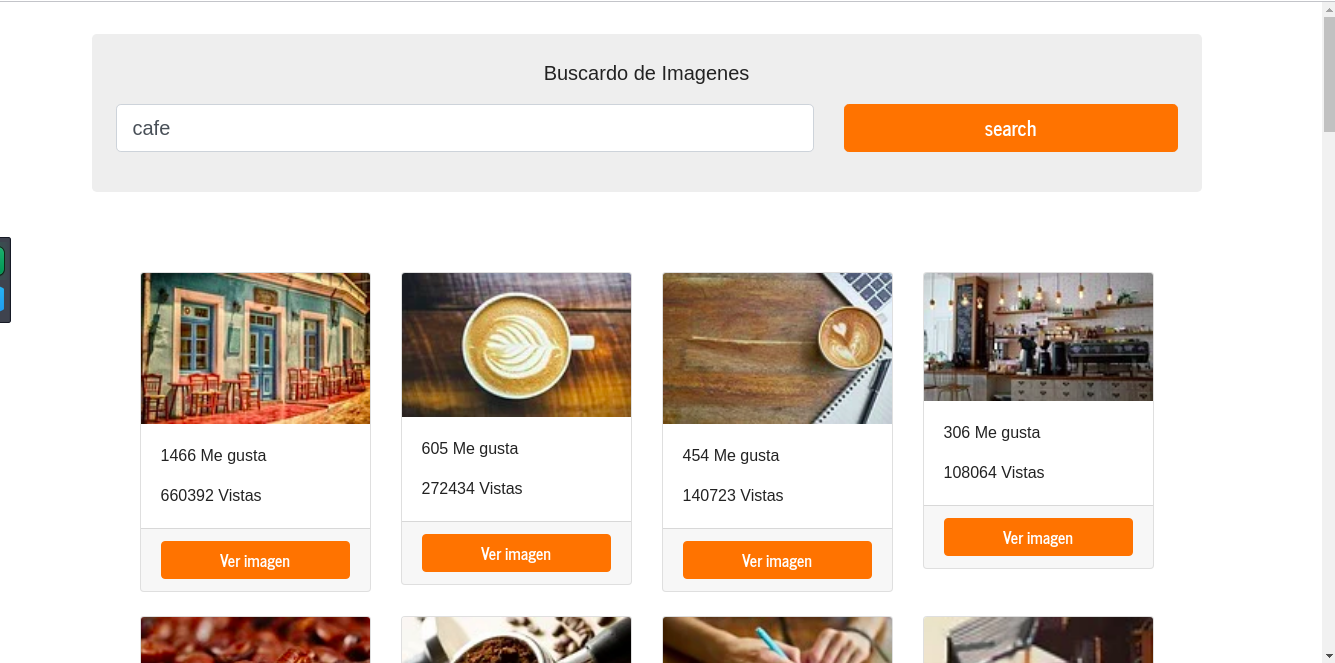 Buscardo de Imagenes
cafe
search
1466 Me gusta
660392 Vistas
Ver imagen
605 Me gusta
272434 Vistas
Ver imagen
454 Me gusta
140723 Vistas
Ver imagen
306 Me gusta
108064 Vistas
Ver imagen